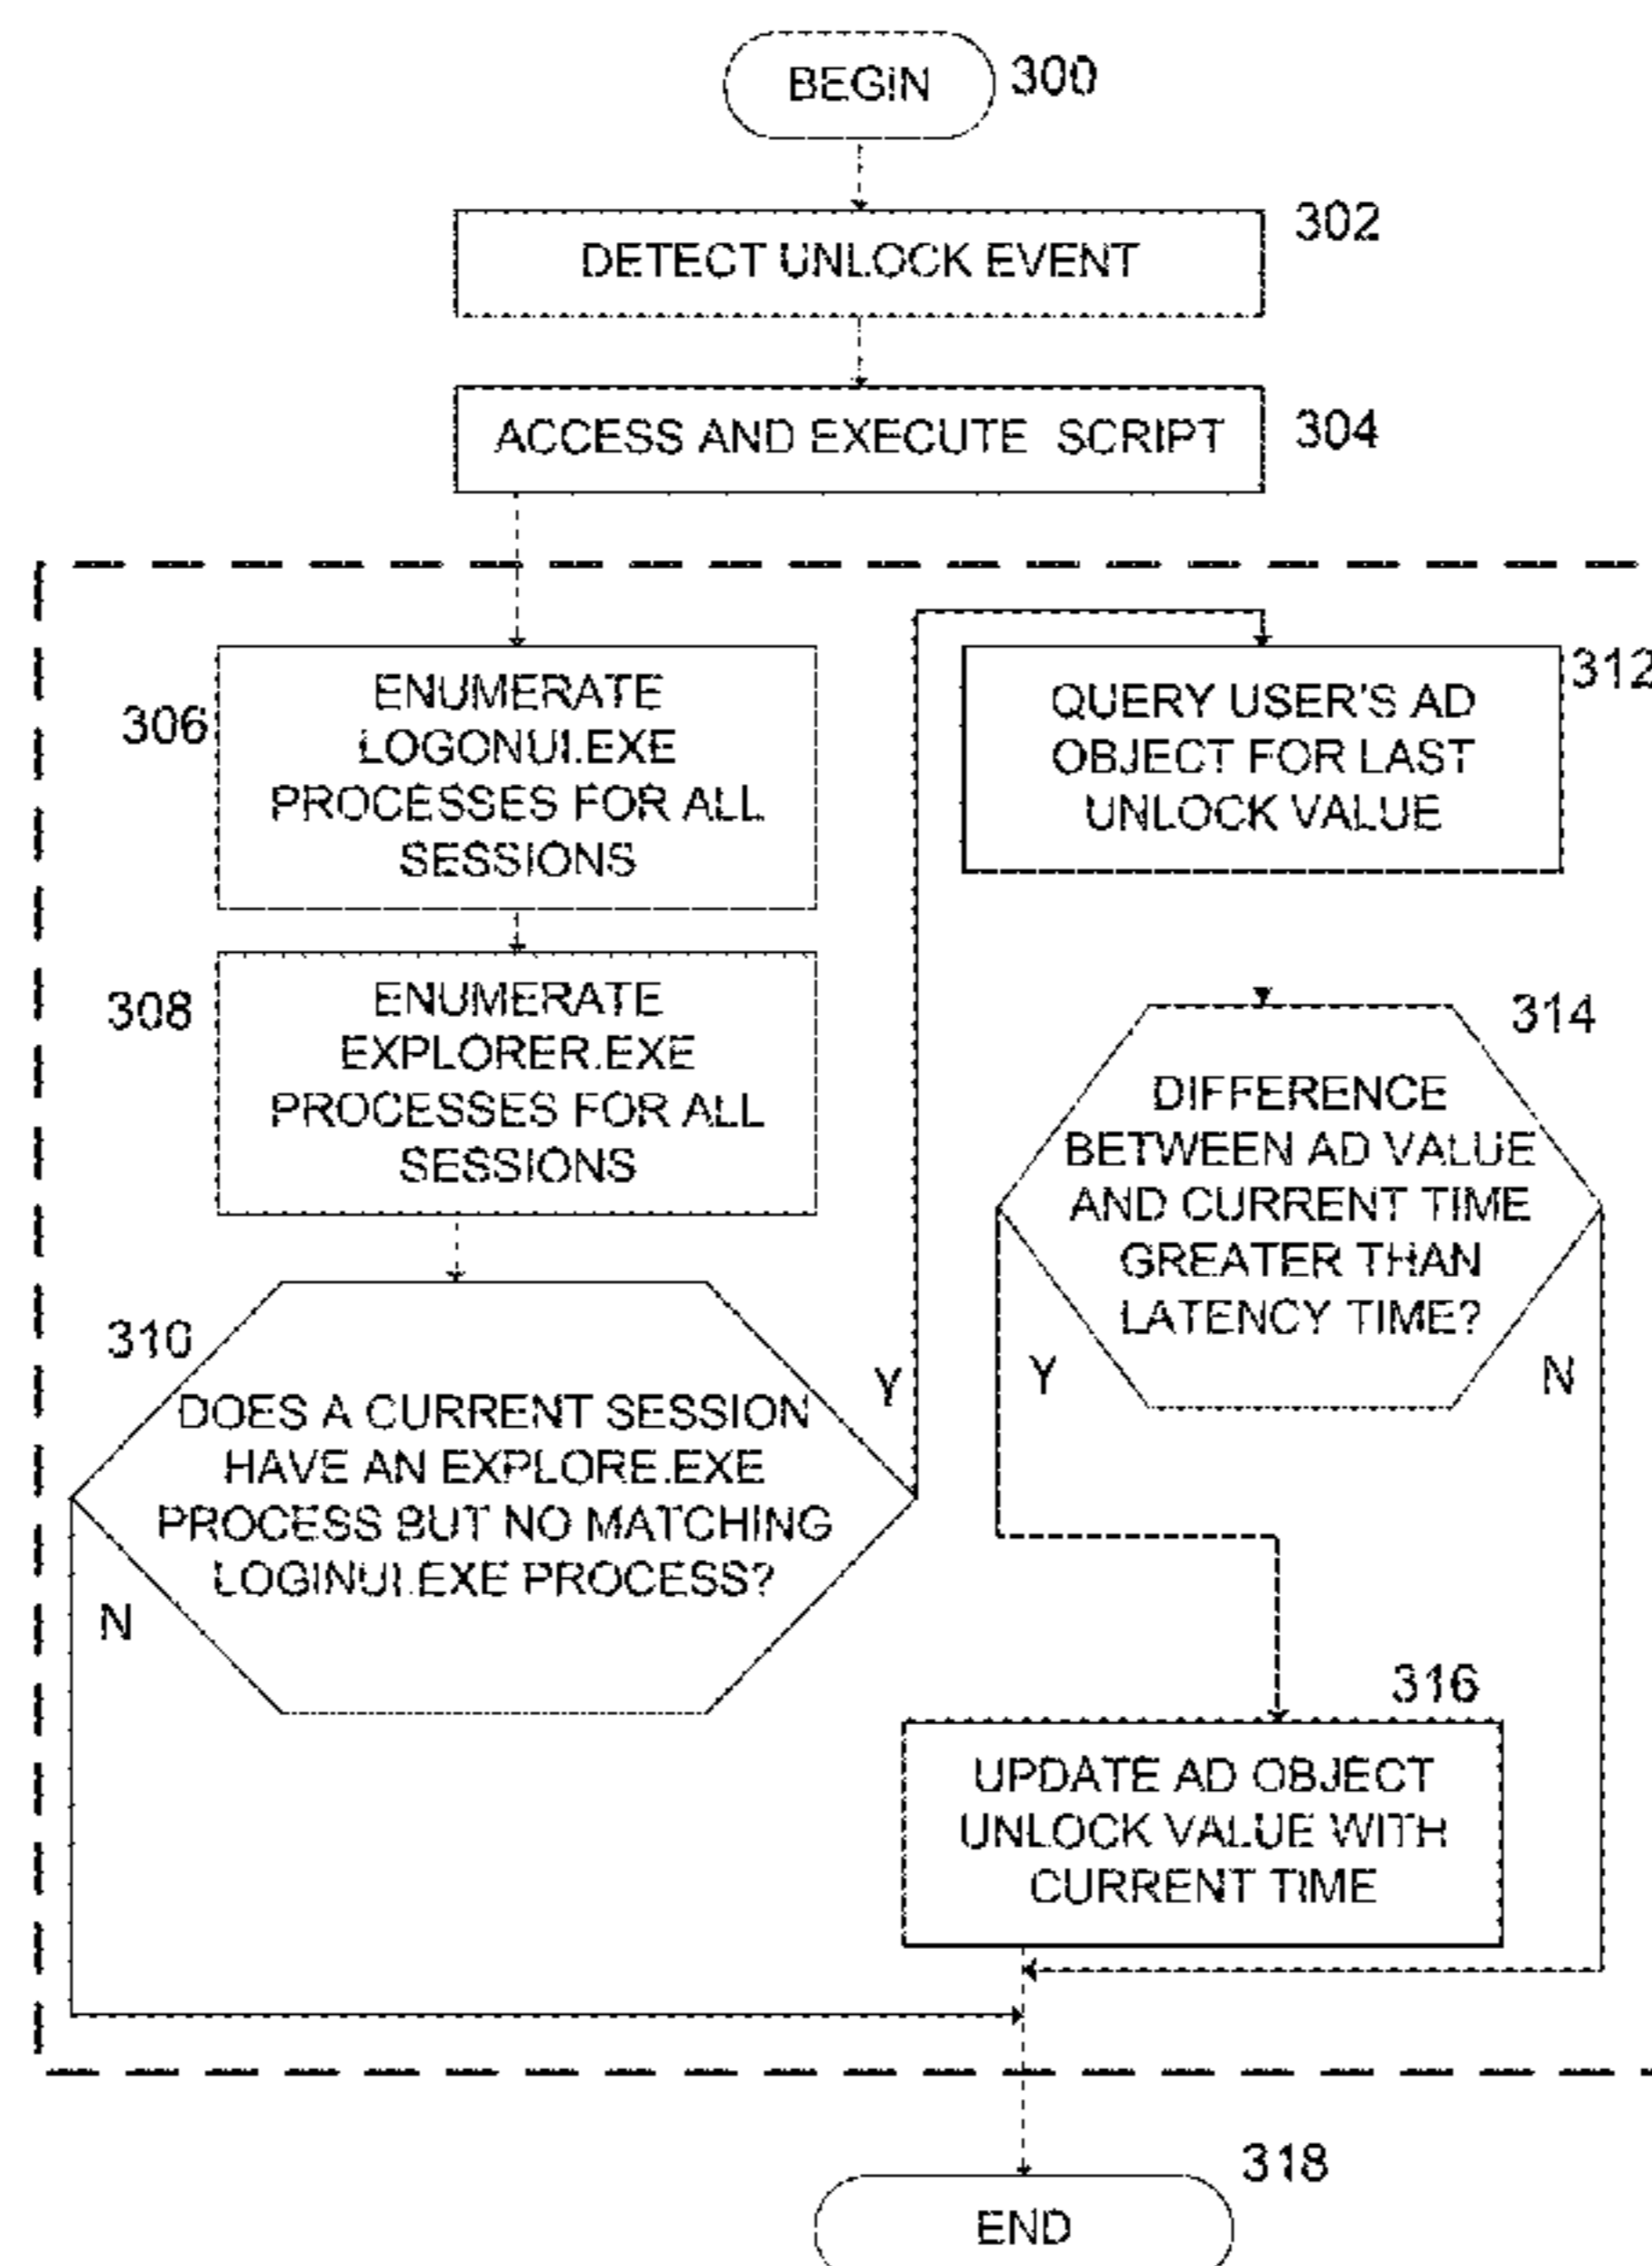 BEGIN
300
DETECT UNLOCK EVENT
302
ACCESS AND EXECUTE SCRIPT
304
306
ENUMERATE
LOGONUI.EXE
PROCESSES FOR ALL
SESSIONS
308
ENUMERATE
EXPLORER.EXE
PROCESSES FOR ALL
SESSIONS
310
DOES A CURRENT SESSION
HAVE AN EXPLORE.EXE
PROCESS BUT NO MATCHING
LOGINUI.EXE PROCESS?
Y
N
312
QUERY USER'S AD
OBJECT FOR LAST
UNLOCK VALUE
314
DIFFERENCE
BETWEEN AD VALUE
AND CURRENT TIME
GREATER THAN
LATENCY TIME?
Y
N
316
UPDATE AD OBJECT
UNLOCK VALUE WITH
CURRENT TIME
318
END